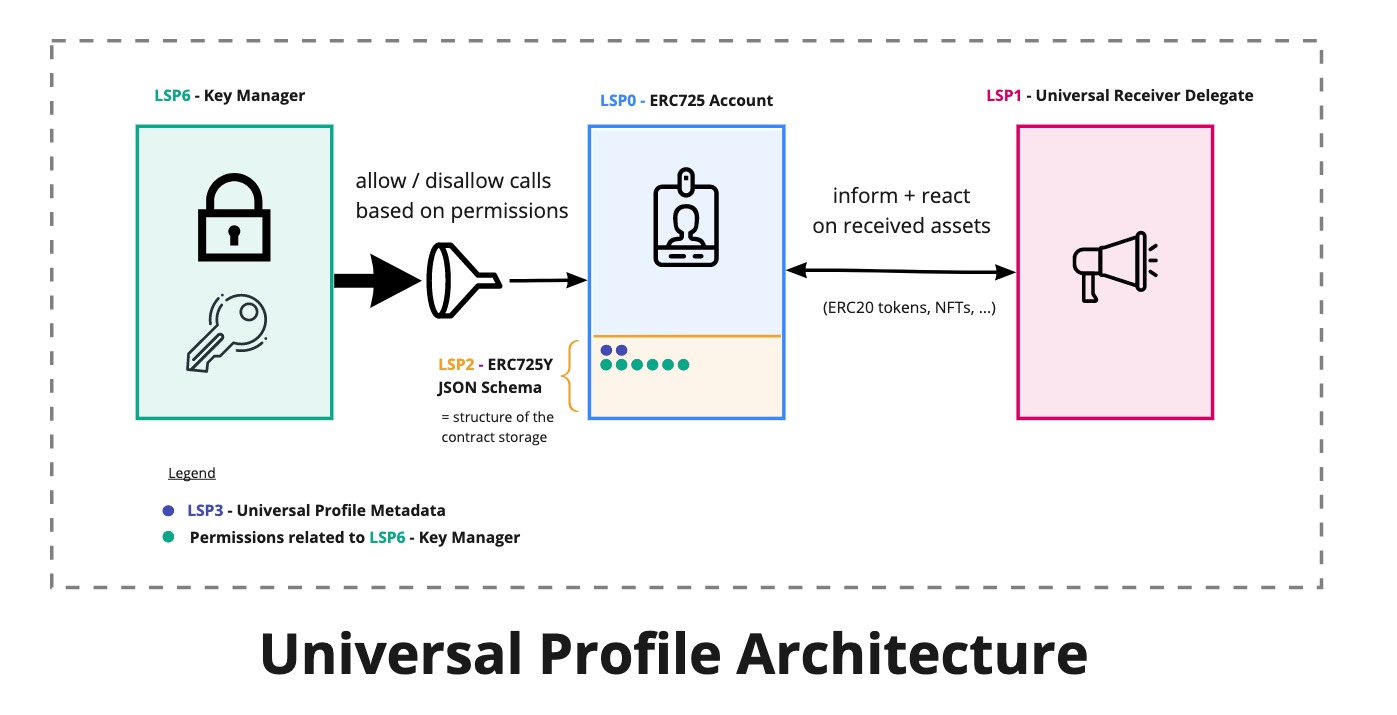 LSP6 - Key Manager
LSP0 - ERC725 Account
LSP1 - Universal Receiver Delegate
allow / disallow calls
based on permissions
inform + react
on received assets
(ERC20 tokens, NFTs, ...)
LSP2 - ERC725Y
JSON Schema
= structure of the
contract storage
Legend
LSP3 - Universal Profile Metadata
Permissions related to LSP6 - Key Manager
Universal Profile Architecture